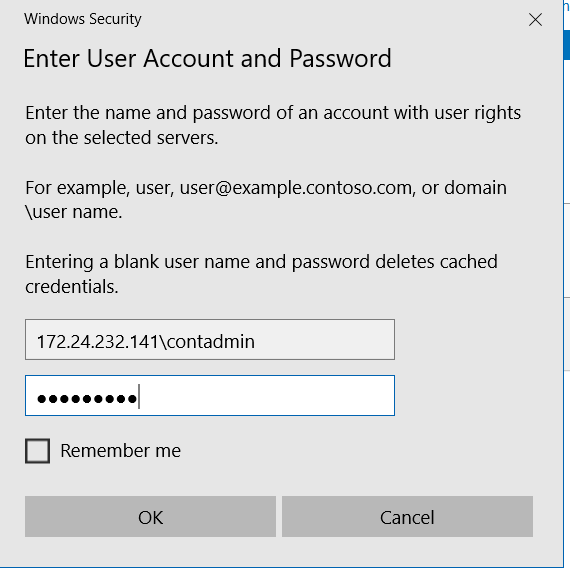 Windows Security
Enter User Account and Password
Enter the name and password of an account with user rights
on the selected servers.
For example, user, user@example.contoso.com, or domain
\user name.
Entering a blank user name and password deletes cached
credentials.
172.24.232.141\contadmin
●●●●●●●●●
Remember me
OK
Cancel